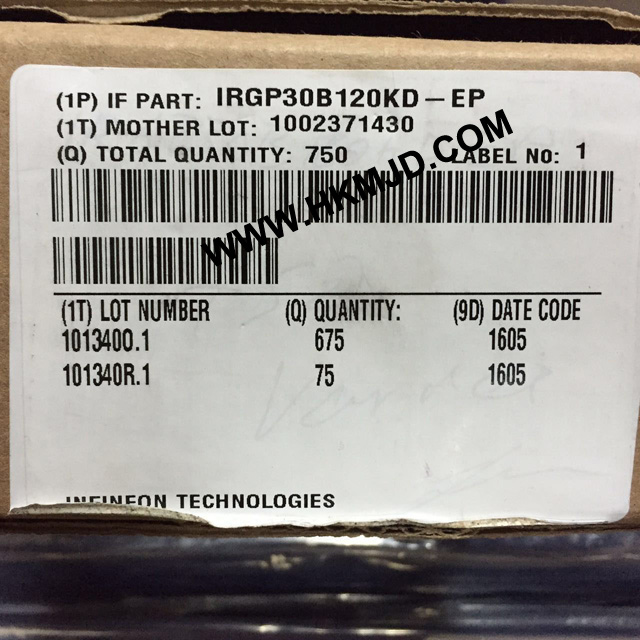 (1P) IF PART: IRGP30B120KD-EP
(1T) MOTHER LOT: 1002371430
(Q) TOTAL QUANTITY: 750 LABEL No: 1
WWW.HKMJD.COM
(1T) LOT NUMBER (Q) QUANTITY: (9D) DATE CODE
1013400.1 675 1605
101340R.1 75 1605
INFINEON TECHNOLOGIES